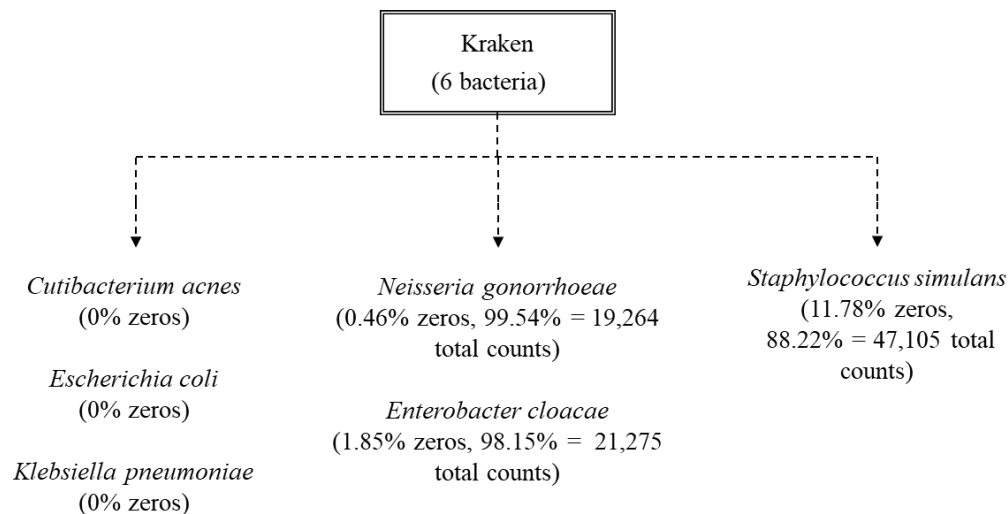 Kraken
(6 bacteria)
Cutibacterium acnes
(0% zeros)
Escherichia coli
(0% zeros)
Klebsiella pneumoniae
(0% zeros)
Neisseria gonorrhoeae
(0.46% zeros, 99.54% = 19,264
total counts)
Enterobacter cloacae
(1.85% zeros, 98.15% = 21,275
total counts)
Staphylococcus simulans
(11.78% zeros,
88.22% = 47,105 total
counts)